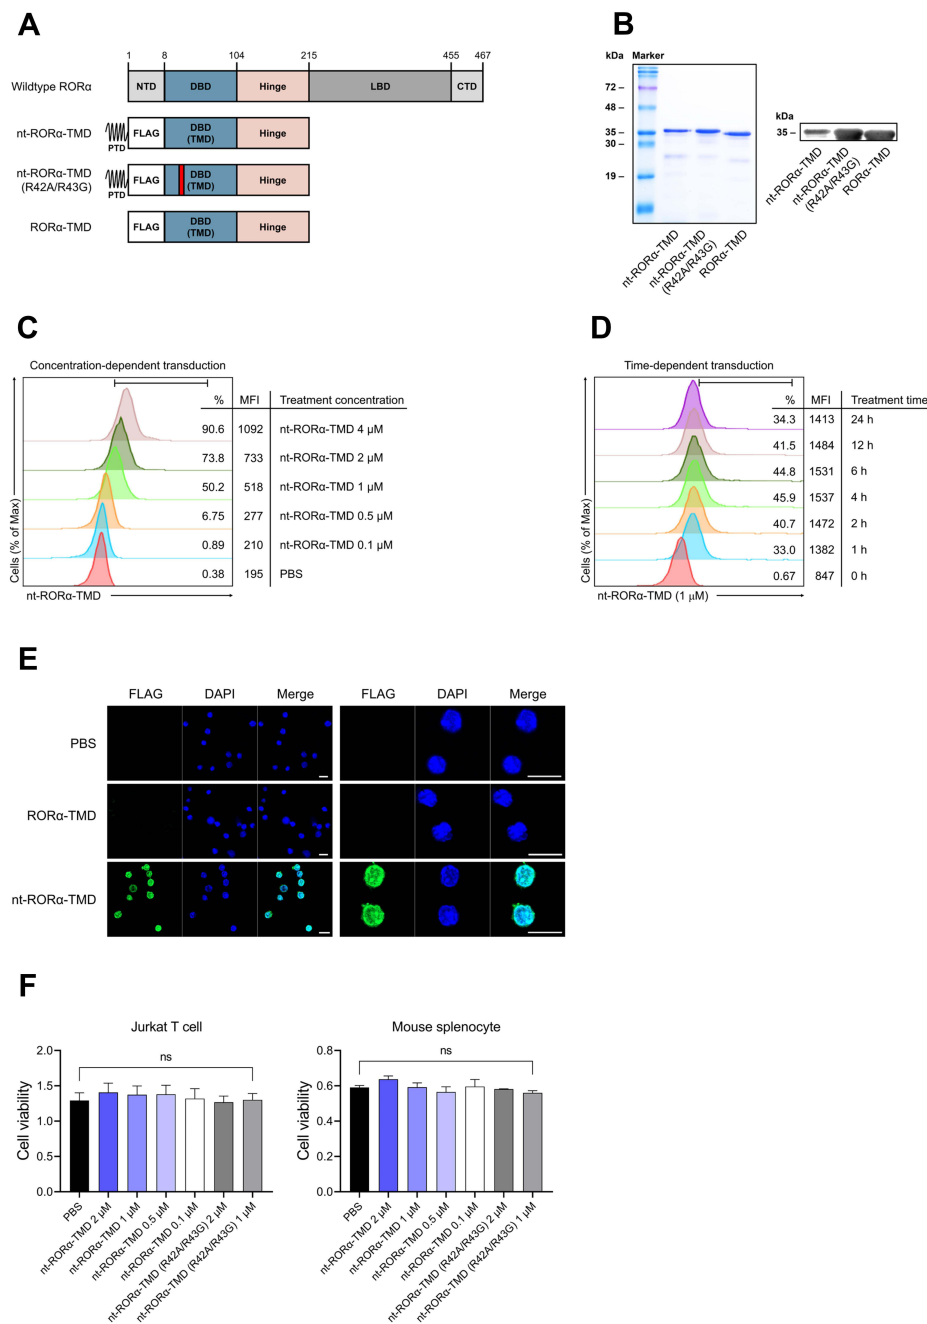 A
1 8 104 215 455 467
Wildtype RORα NTD DBD Hinge LBD CTD
nt-RORα-TMD PTD FLAG DBD (TMD) Hinge
nt-RORα-TMD (R42A/R43G) PTD FLAG DBD (TMD) Hinge
RORα-TMD FLAG DBD (TMD) Hinge
B
kDa Marker
72
48
35
30
19
nt-RORα-TMD
nt-RORα-TMD (R42A/R43G)
RORα-TMD
kDa
35
nt-RORα-TMD
nt-RORα-TMD (R42A/R43G)
RORα-TMD
C
Concentration-dependent transduction
Cells (% of Max)
% MFI Treatment concentration
90.6 1092 nt-RORα-TMD 4 μM
73.8 733 nt-RORα-TMD 2 μM
50.2 518 nt-RORα-TMD 1 μM
6.75 277 nt-RORα-TMD 0.5 μM
0.89 210 nt-RORα-TMD 0.1 μM
0.38 195 PBS
nt-RORα-TMD
D
Time-dependent transduction
Cells (% of Max)
% MFI Treatment time
34.3 1413 24 h
41.5 1484 12 h
44.8 1531 6 h
45.9 1537 4 h
40.7 1472 2 h
33.0 1382 1 h
0.67 847 0 h
nt-RORα-TMD (1 μM)
E
FLAG DAPI Merge FLAG DAPI Merge
PBS
RORα-TMD
nt-RORα-TMD
F
Jurkat T cell
Cell viability
2.0
1.5
1.0
0.5
0.0
ns
PBS
nt-RORα-TMD 2 μM
nt-RORα-TMD 1 μM
nt-RORα-TMD 0.5 μM
nt-RORα-TMD 0.1 μM
nt-RORα-TMD (R42A/R43G) 2 μM
nt-RORα-TMD (R42A/R43G) 1 μM
Mouse splenocyte
Cell viability
0.8
0.6
0.4
0.2
0.0
ns
PBS
nt-RORα-TMD 2 μM
nt-RORα-TMD 1 μM
nt-RORα-TMD 0.5 μM
nt-RORα-TMD 0.1 μM
nt-RORα-TMD (R42A/R43G) 2 μM
nt-RORα-TMD (R42A/R43G) 1 μM